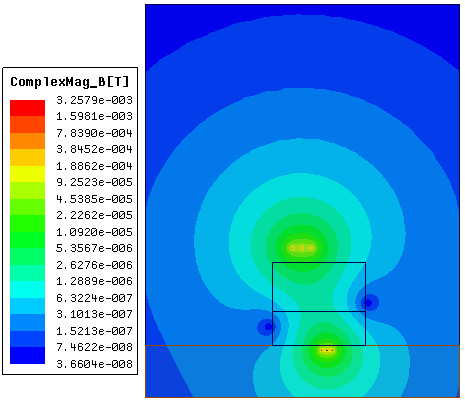 ComplexMag_B[T]
3.2579e-003
1.5981e-003
7.8390e-004
3.8452e-004
1.8862e-004
9.2523e-005
4.5385e-005
2.2262e-005
1.0920e-005
5.3567e-006
2.6276e-006
1.2889e-006
6.3224e-007
3.1013e-007
1.5213e-007
7.4622e-008
3.6604e-008